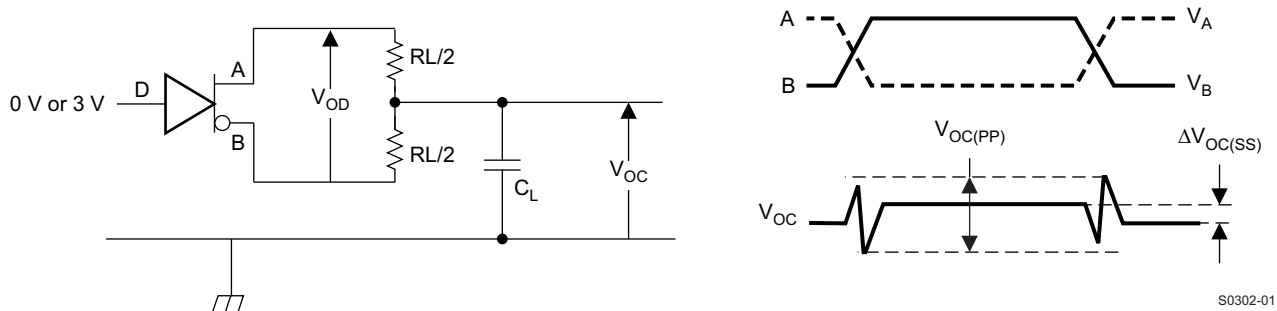 0 V or 3 V
D
A
B
V_OD
RL/2
RL/2
C_L
V_OC
A
V_A
B
V_B
V_OC(PP)
ΔV_OC(SS)
V_OC
S0302-01